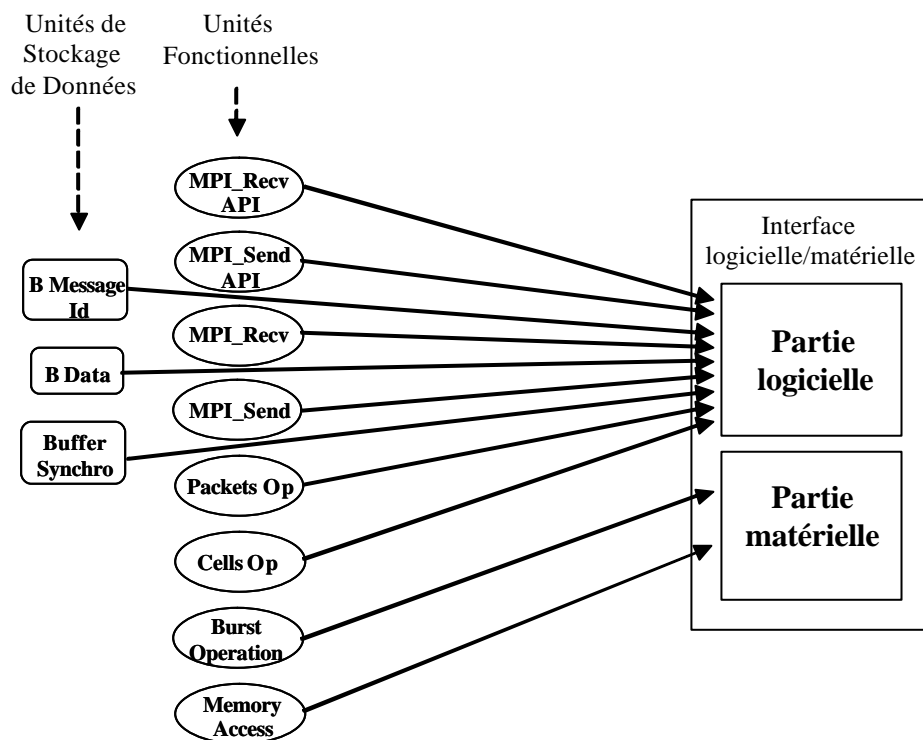 Unités de
Stockage
de Données
Unités
Fonctionnelles
MPI_Recv
API
MPI_Send
API
B Message
Id
MPI_Recv
B Data
MPI_Send
Buffer
Synchro
Packets Op
Cells Op
Burst
Operation
Memory
Access
Interface
logicielle/matérielle
Partie
logicielle
Partie
matérielle